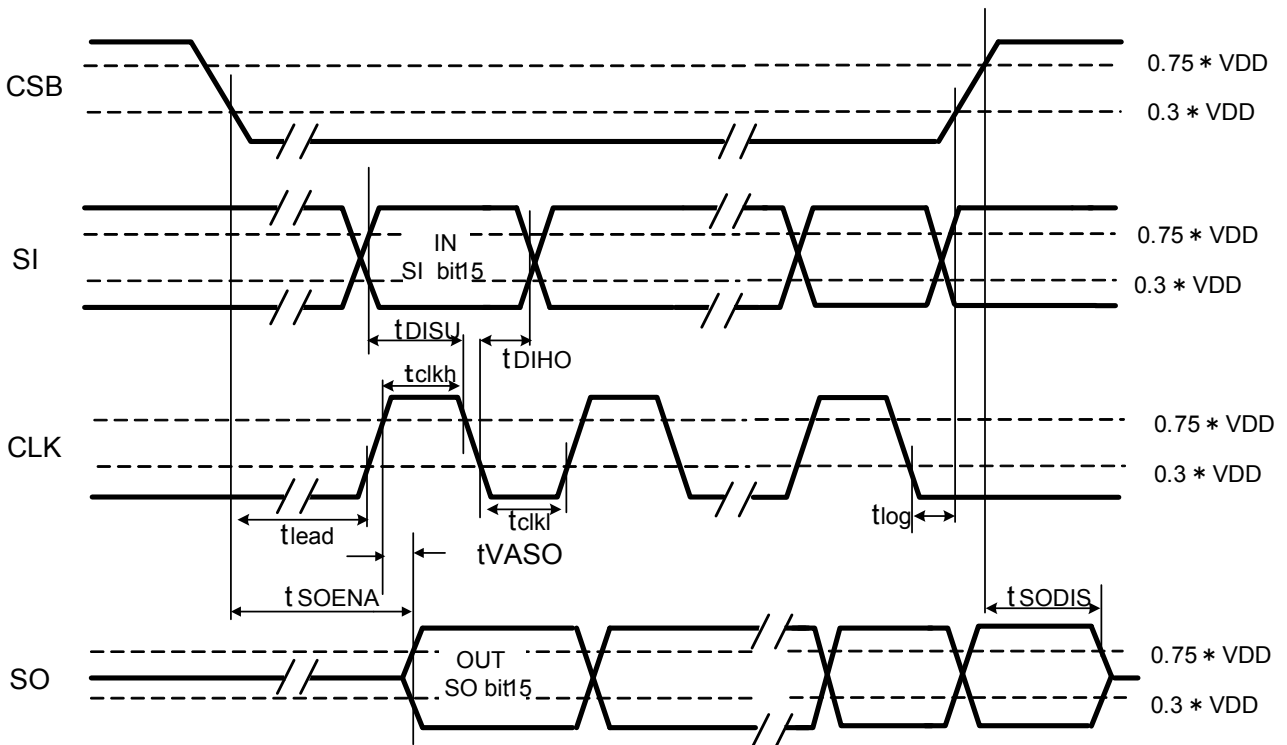 CSB
0.75 * VDD
0.3 * VDD
SI
IN
SI bit15
0.75 * VDD
0.3 * VDD
tDISU
tDIHO
tclkh
CLK
0.75 * VDD
0.3 * VDD
tlead
tclkl
tlog
tVASO
tSOENA
tSODIS
SO
OUT
SO bit15
0.75 * VDD
0.3 * VDD